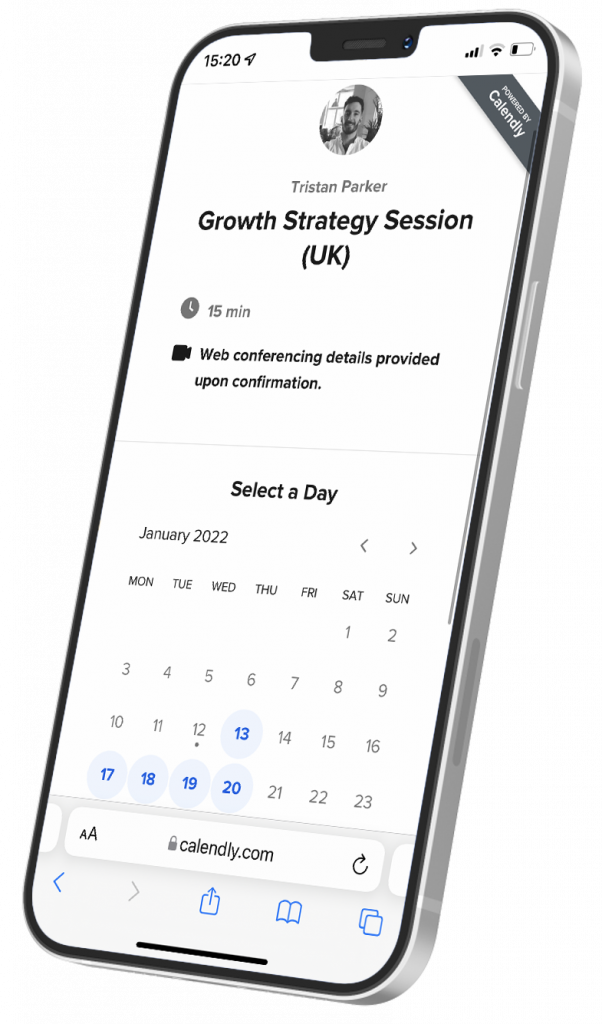 15:20
POWERED BY
Calendly
Tristan Parker
Growth Strategy Session
(UK)
15 min
Web conferencing details provided
upon confirmation.
Select a Day
January 2022
MON TUE WED THU FRI SAT SUN
1 2
3 4 5 6 7 8 9
10 11 12 13 14 15 16
17 18 19 20 21 22 23
AA calendly.com